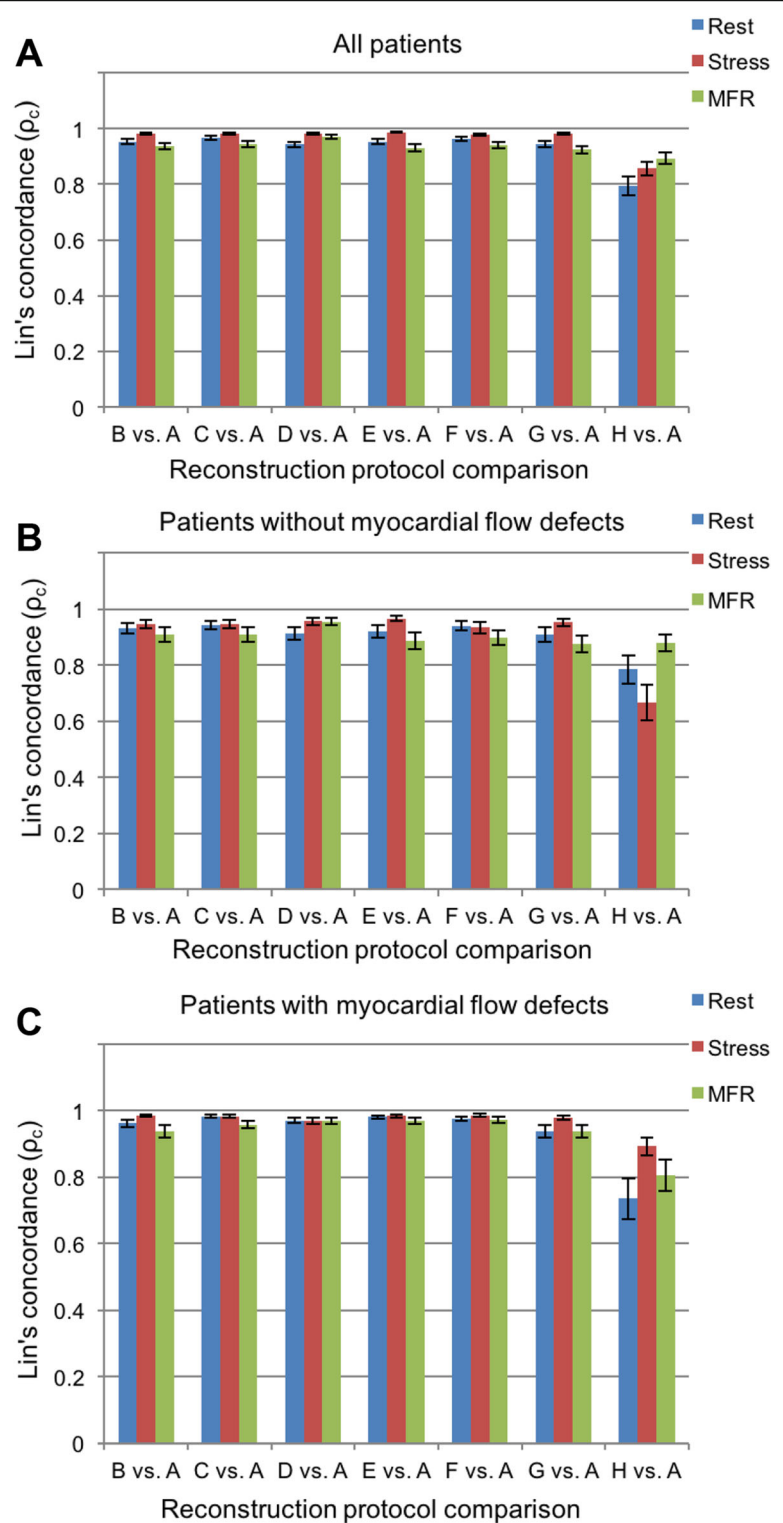 A
All patients
Rest
Stress
MFR
Lin's concordance (ρc)
1
0.8
0.6
0.4
0.2
0
B vs. A C vs. A D vs. A E vs. A F vs. A G vs. A H vs. A
Reconstruction protocol comparison
B
Patients without myocardial flow defects
Rest
Stress
MFR
Lin's concordance (ρc)
1
0.8
0.6
0.4
0.2
0
B vs. A C vs. A D vs. A E vs. A F vs. A G vs. A H vs. A
Reconstruction protocol comparison
C
Patients with myocardial flow defects
Rest
Stress
MFR
Lin's concordance (ρc)
1
0.8
0.6
0.4
0.2
0
B vs. A C vs. A D vs. A E vs. A F vs. A G vs. A H vs. A
Reconstruction protocol comparison